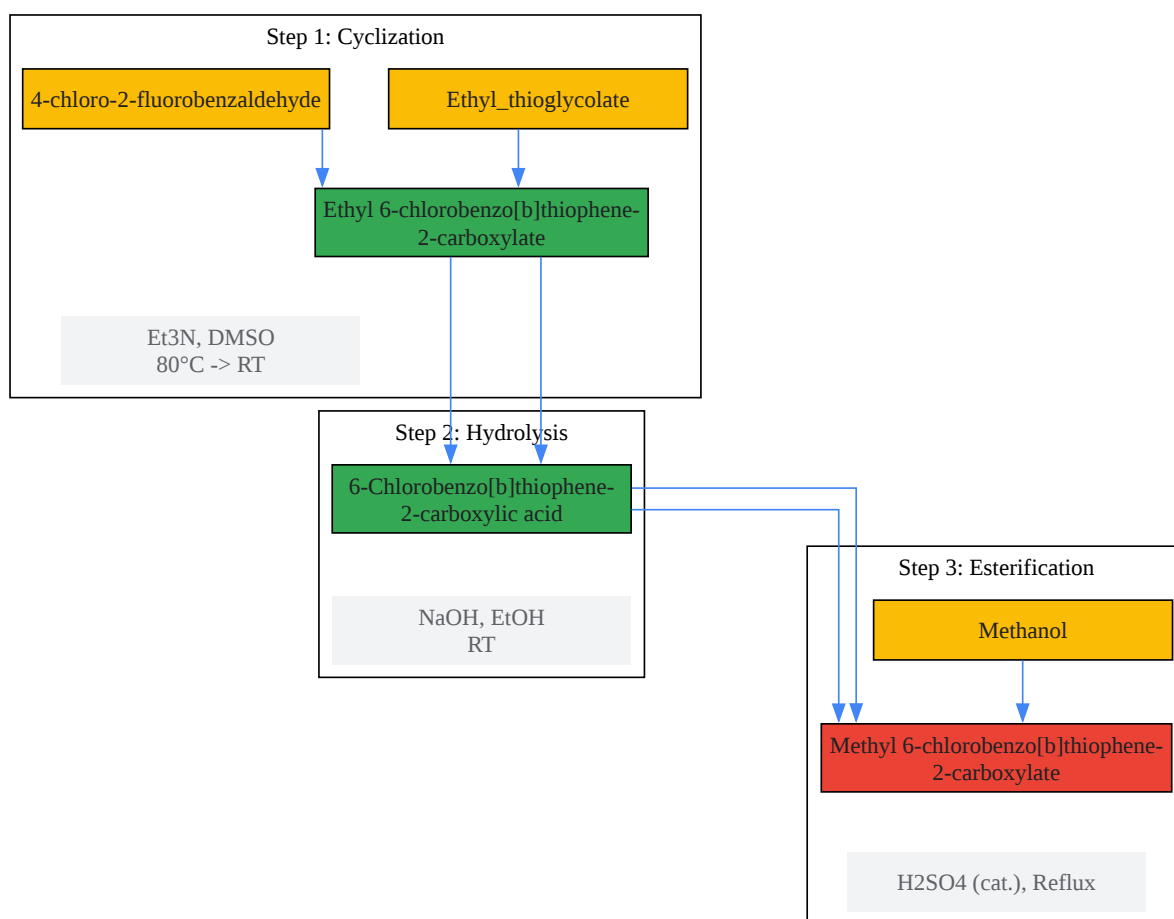 Step 1: Cyclization
4-chloro-2-fluorobenzaldehyde
Ethyl_thioglycolate
Ethyl 6-chlorobenzo[b]thiophene-
2-carboxylate
Et3N, DMSO
80°C -> RT
Step 2: Hydrolysis
6-Chlorobenzo[b]thiophene-
2-carboxylic acid
NaOH, EtOH
RT
Step 3: Esterification
Methanol
Methyl 6-chlorobenzo[b]thiophene-
2-carboxylate
H2SO4 (cat.), Reflux